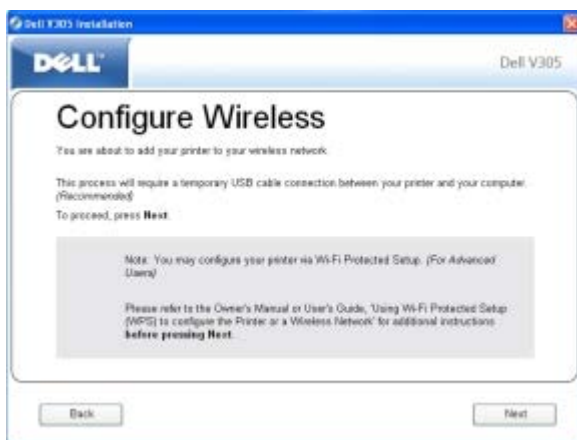 Dell V305 Installation
DELL
Dell V305
Configure Wireless
You are about to add your printer to your wireless network.
This process will require a temporary USB cable connection between your printer and your computer.
(Recommended)
To proceed, press Next.
Note: You may configure your printer via Wi-Fi Protected Setup. (For Advanced
Users)
Please refer to the Owner's Manual or User's Guide, 'Using Wi-Fi Protected Setup
(WPS) to configure the Printer or a Wireless Network' for additional instructions
before pressing Next.
Back
Next